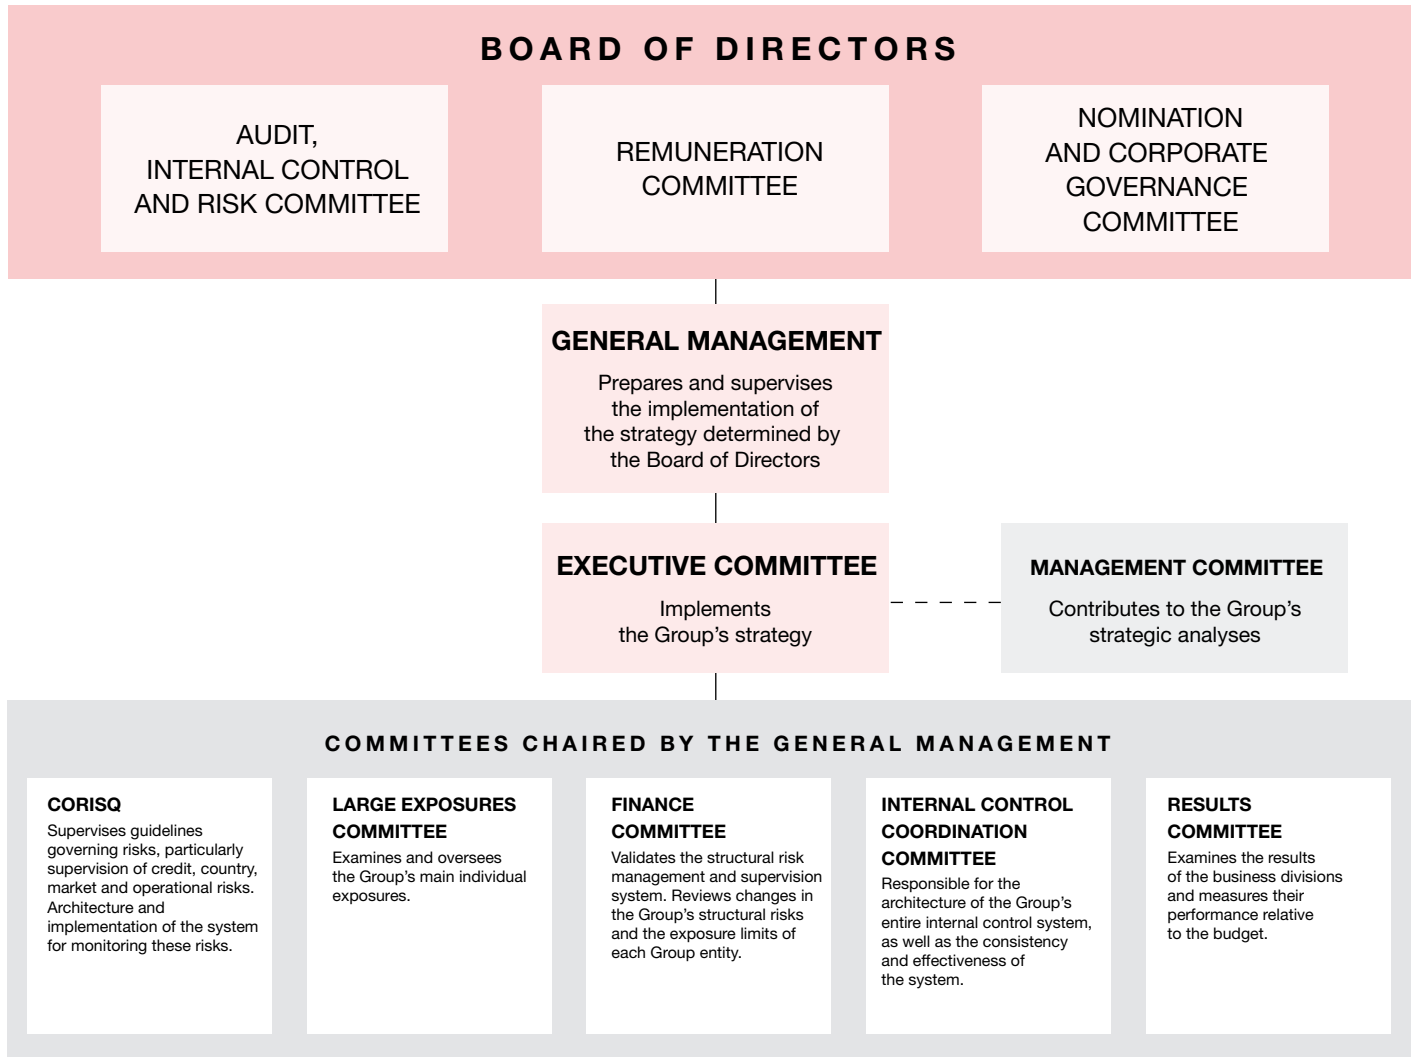 BOARD OF DIRECTORS
AUDIT,
INTERNAL CONTROL
AND RISK COMMITTEE
REMUNERATION
COMMITTEE
NOMINATION
AND CORPORATE
GOVERNANCE
COMMITTEE
GENERAL MANAGEMENT
Prepares and supervises
the implementation of
the strategy determined by
the Board of Directors
EXECUTIVE COMMITTEE
Implements
the Group’s strategy
MANAGEMENT COMMITTEE
Contributes to the Group’s
strategic analyses
COMMITTEES CHAIRED BY THE GENERAL MANAGEMENT
CORISQ
Supervises guidelines
governing risks, particularly
supervision of credit, country,
market and operational risks.
Architecture and
implementation of the system
for monitoring these risks.
LARGE EXPOSURES
COMMITTEE
Examines and oversees
the Group’s main individual
exposures.
FINANCE
COMMITTEE
Validates the structural risk
management and supervision
system. Reviews changes in
the Group’s structural risks
and the exposure limits of
each Group entity.
INTERNAL CONTROL
COORDINATION
COMMITTEE
Responsible for the
architecture of the Group’s
entire internal control system,
as well as the consistency
and effectiveness of
the system.
RESULTS
COMMITTEE
Examines the results
of the business divisions
and measures their
performance relative
to the budget.